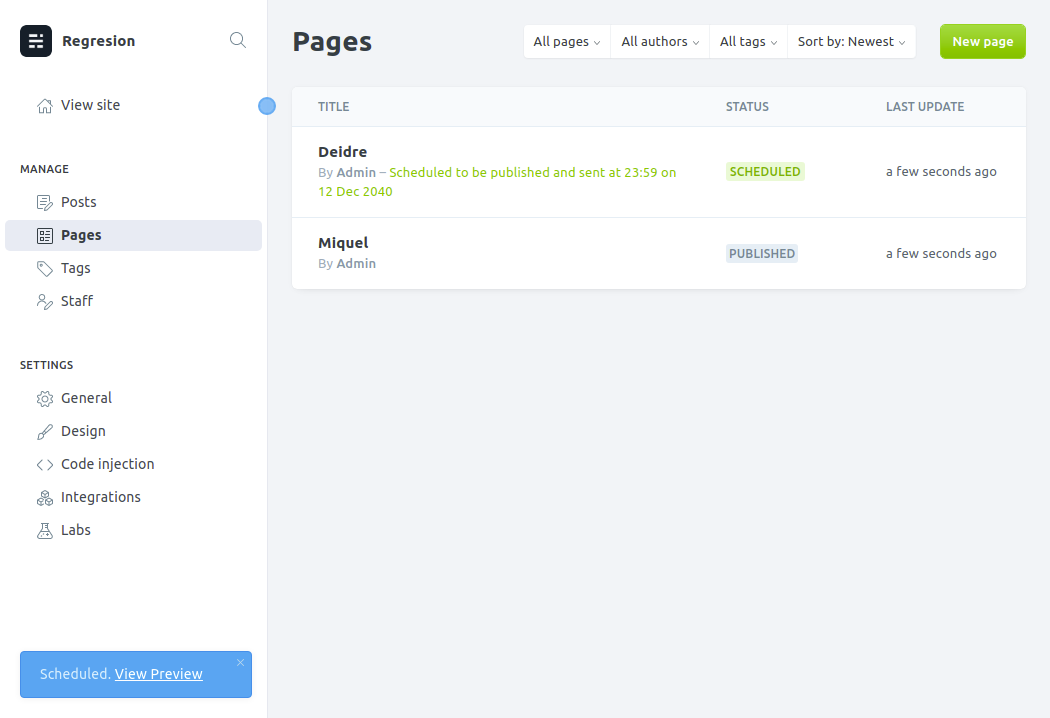 Regresion
View site
MANAGE
Posts
Pages
Tags
Staff
SETTINGS
General
Design
Code injection
Integrations
Labs
Scheduled. View Preview
Pages
All pages
All authors
All tags
Sort by: Newest
New page
TITLE STATUS LAST UPDATE
Deidre
By Admin – Scheduled to be published and sent at 23:59 on
12 Dec 2040
SCHEDULED
a few seconds ago
Miquel
By Admin
PUBLISHED
a few seconds ago